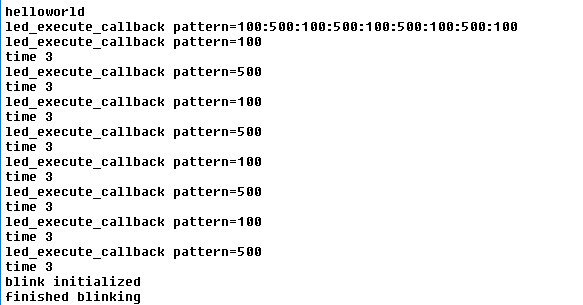 helloworld
led_execute_callback pattern=100:500:100:500:100:500:100:500:100
led_execute_callback pattern=100
time 3
led_execute_callback pattern=500
time 3
led_execute_callback pattern=100
time 3
led_execute_callback pattern=500
time 3
led_execute_callback pattern=100
time 3
led_execute_callback pattern=500
time 3
led_execute_callback pattern=100
time 3
led_execute_callback pattern=500
time 3
blink initialized
finished blinking